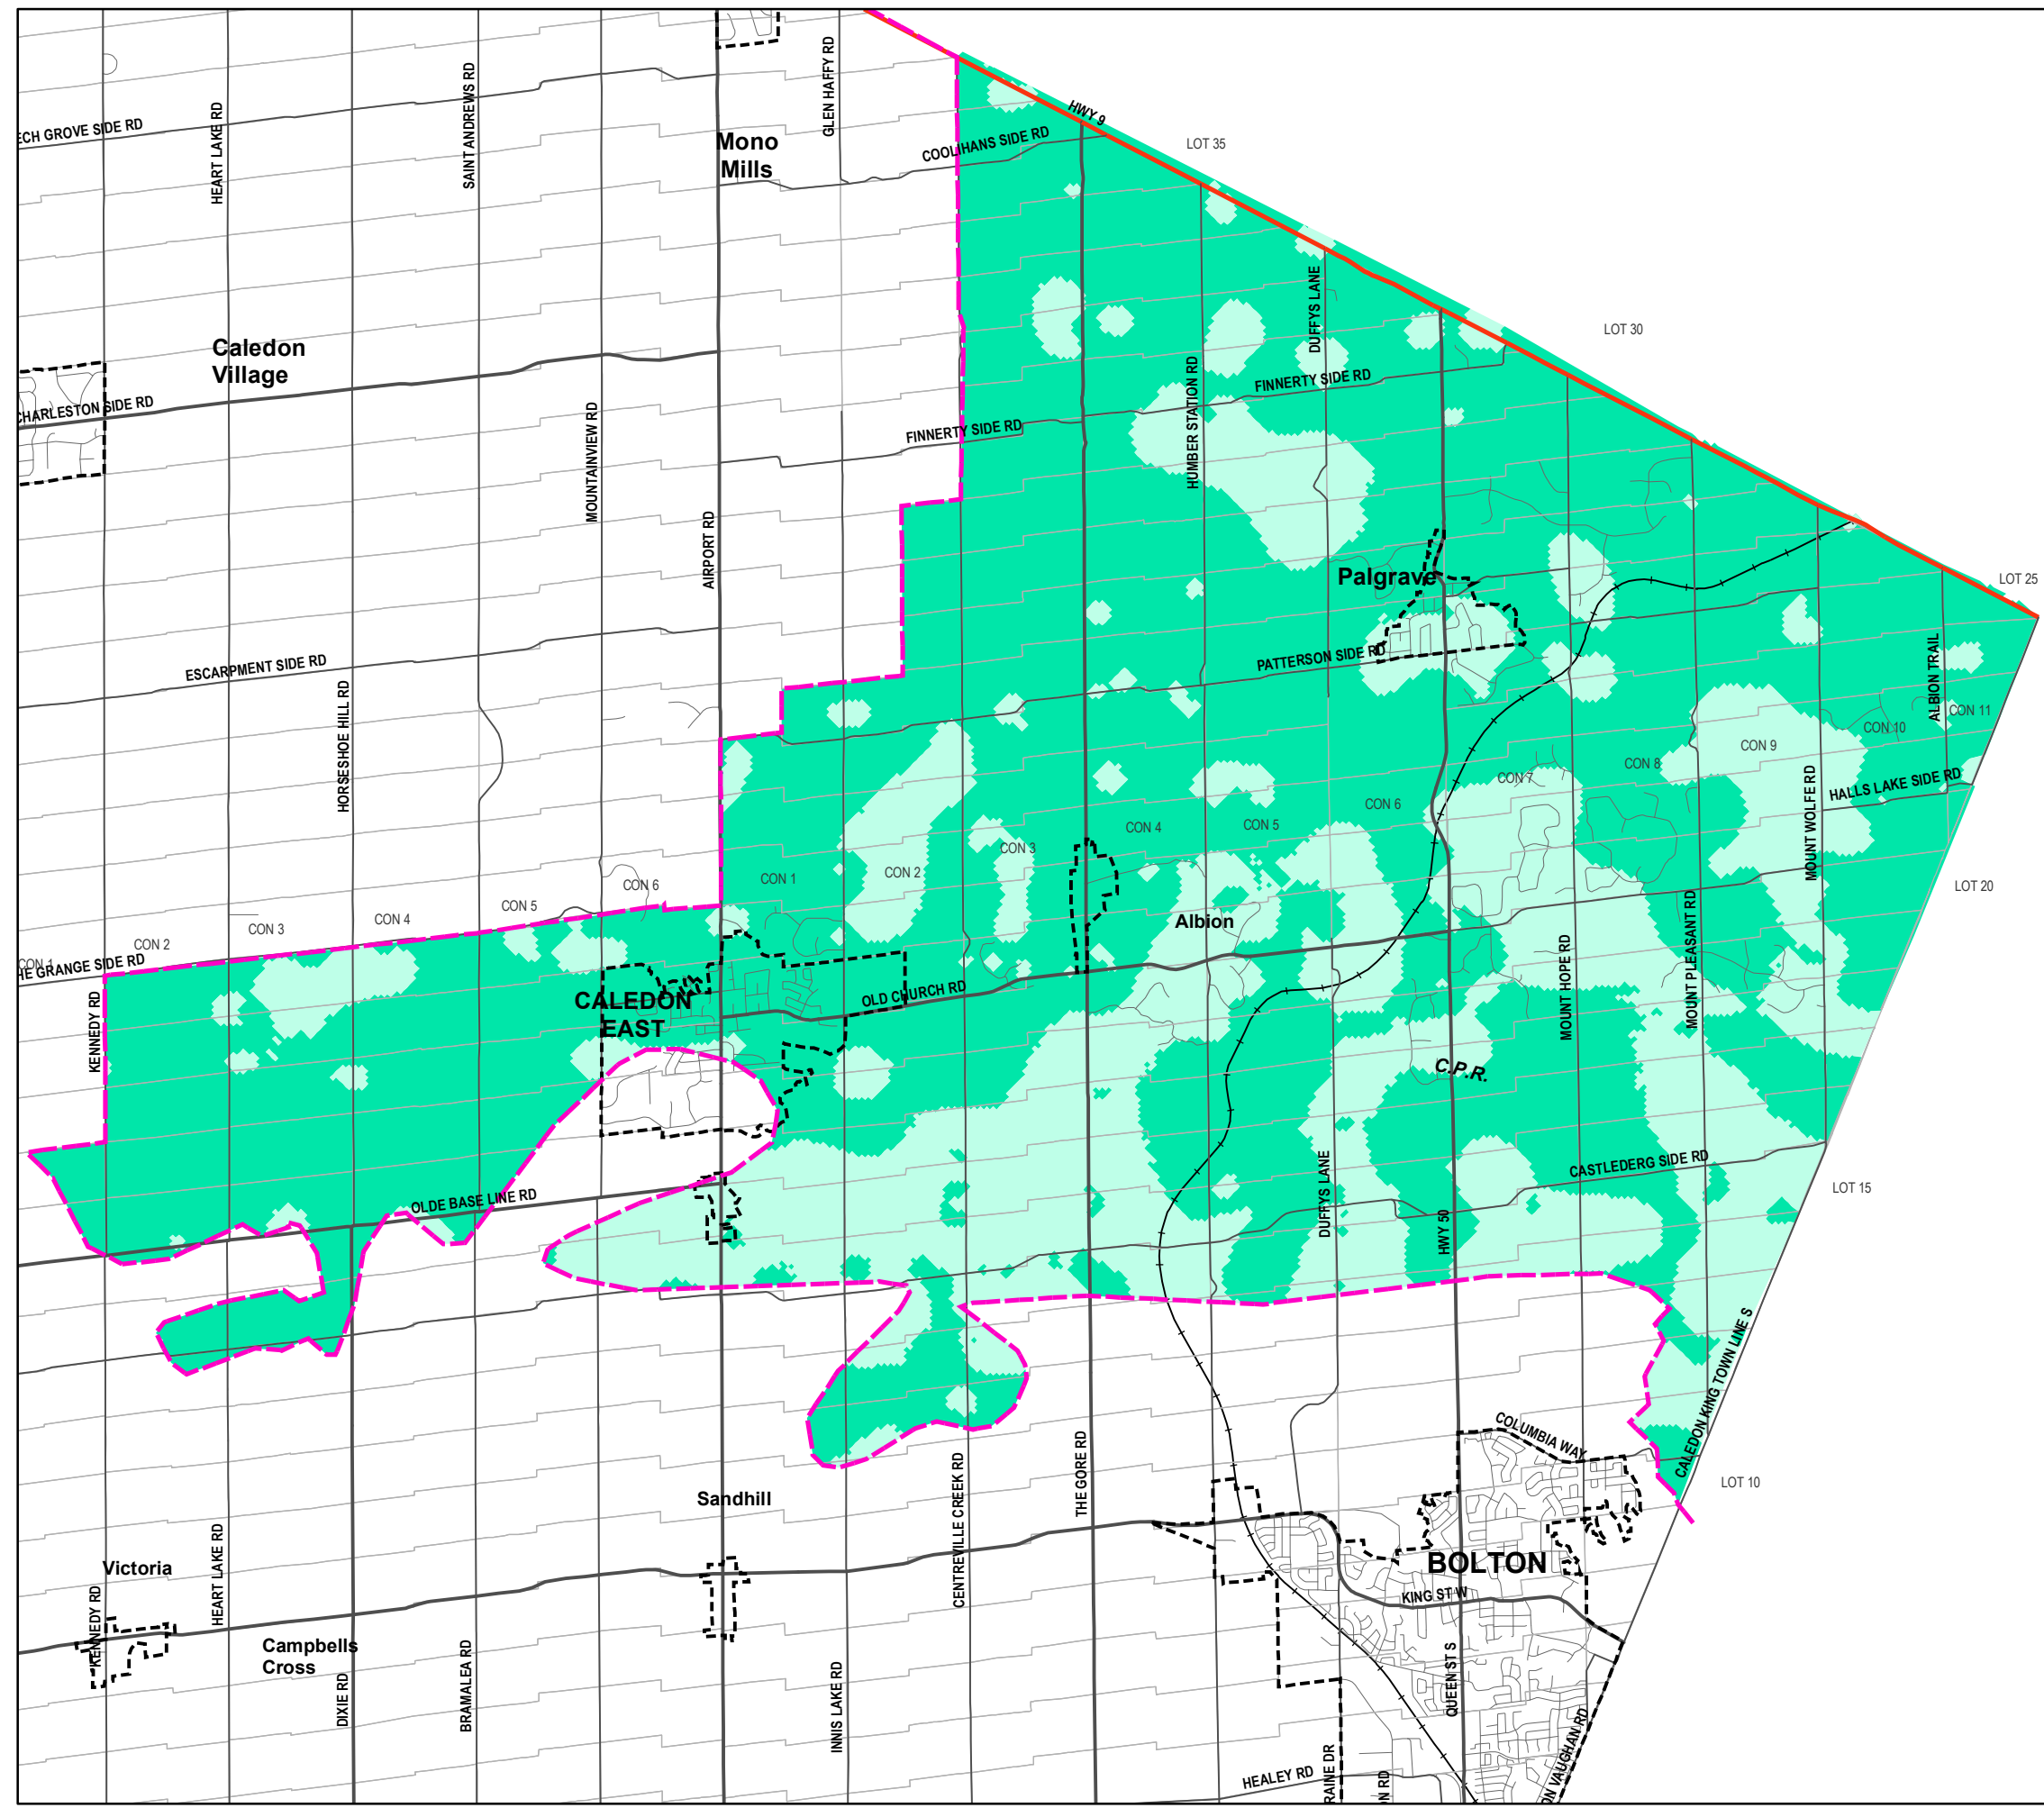 HWY 9
GLEN HAFFY RD
SAINT ANDREWS RD
HEART LAKE RD
ECH GROVE SIDE RD
COOLIHANS SIDE RD
Mono
Mills
LOT 35
DUFFYS LANE
LOT 30
Caledon
Village
CHARLESTON SIDE RD
FINNERTY SIDE RD
FINNERTY SIDE RD
HUMBER STATION RD
MOUNTAINVIEW RD
AIRPORT RD
Palgrave
LOT 25
ESCARPMENT SIDE RD
PATTERSON SIDE RD
ALBION TRAIL
HORSESHOE HILL RD
CON 11
CON 10
CON 9
CON 8
CON 7
HALLS LAKE SIDE RD
CON 6
CON 5
CON 4
CON 3
CON 2
CON 1
MOUNT WOLFE RD
CON 6
CON 5
CON 4
CON 3
CON 2
CON 1
LOT 20
Albion
HE GRANGE SIDE RD
KENNEDY RD
CALEDON
EAST
OLD CHURCH RD
MOUNT HOPE RD
MOUNT PLEASANT RD
C.P.R.
CASTLEDERG SIDE RD
LOT 15
OLDE BASE LINE RD
DUFFYS LANE
HWY 50
CALEDON KING TOWN LINE S
COLUMBIA WAY
LOT 10
THE GORE RD
CENTREVILLE CREEK RD
Sandhill
Victoria
HEART LAKE RD
KENNEDY RD
BOLTON
KING ST W
Campbells
Cross
DIXIE RD
BRAMALEA RD
INNIS LAKE RD
QUEEN ST S
HEALEY RD
RAINE DR
N RD
ON VAUGHAN RD